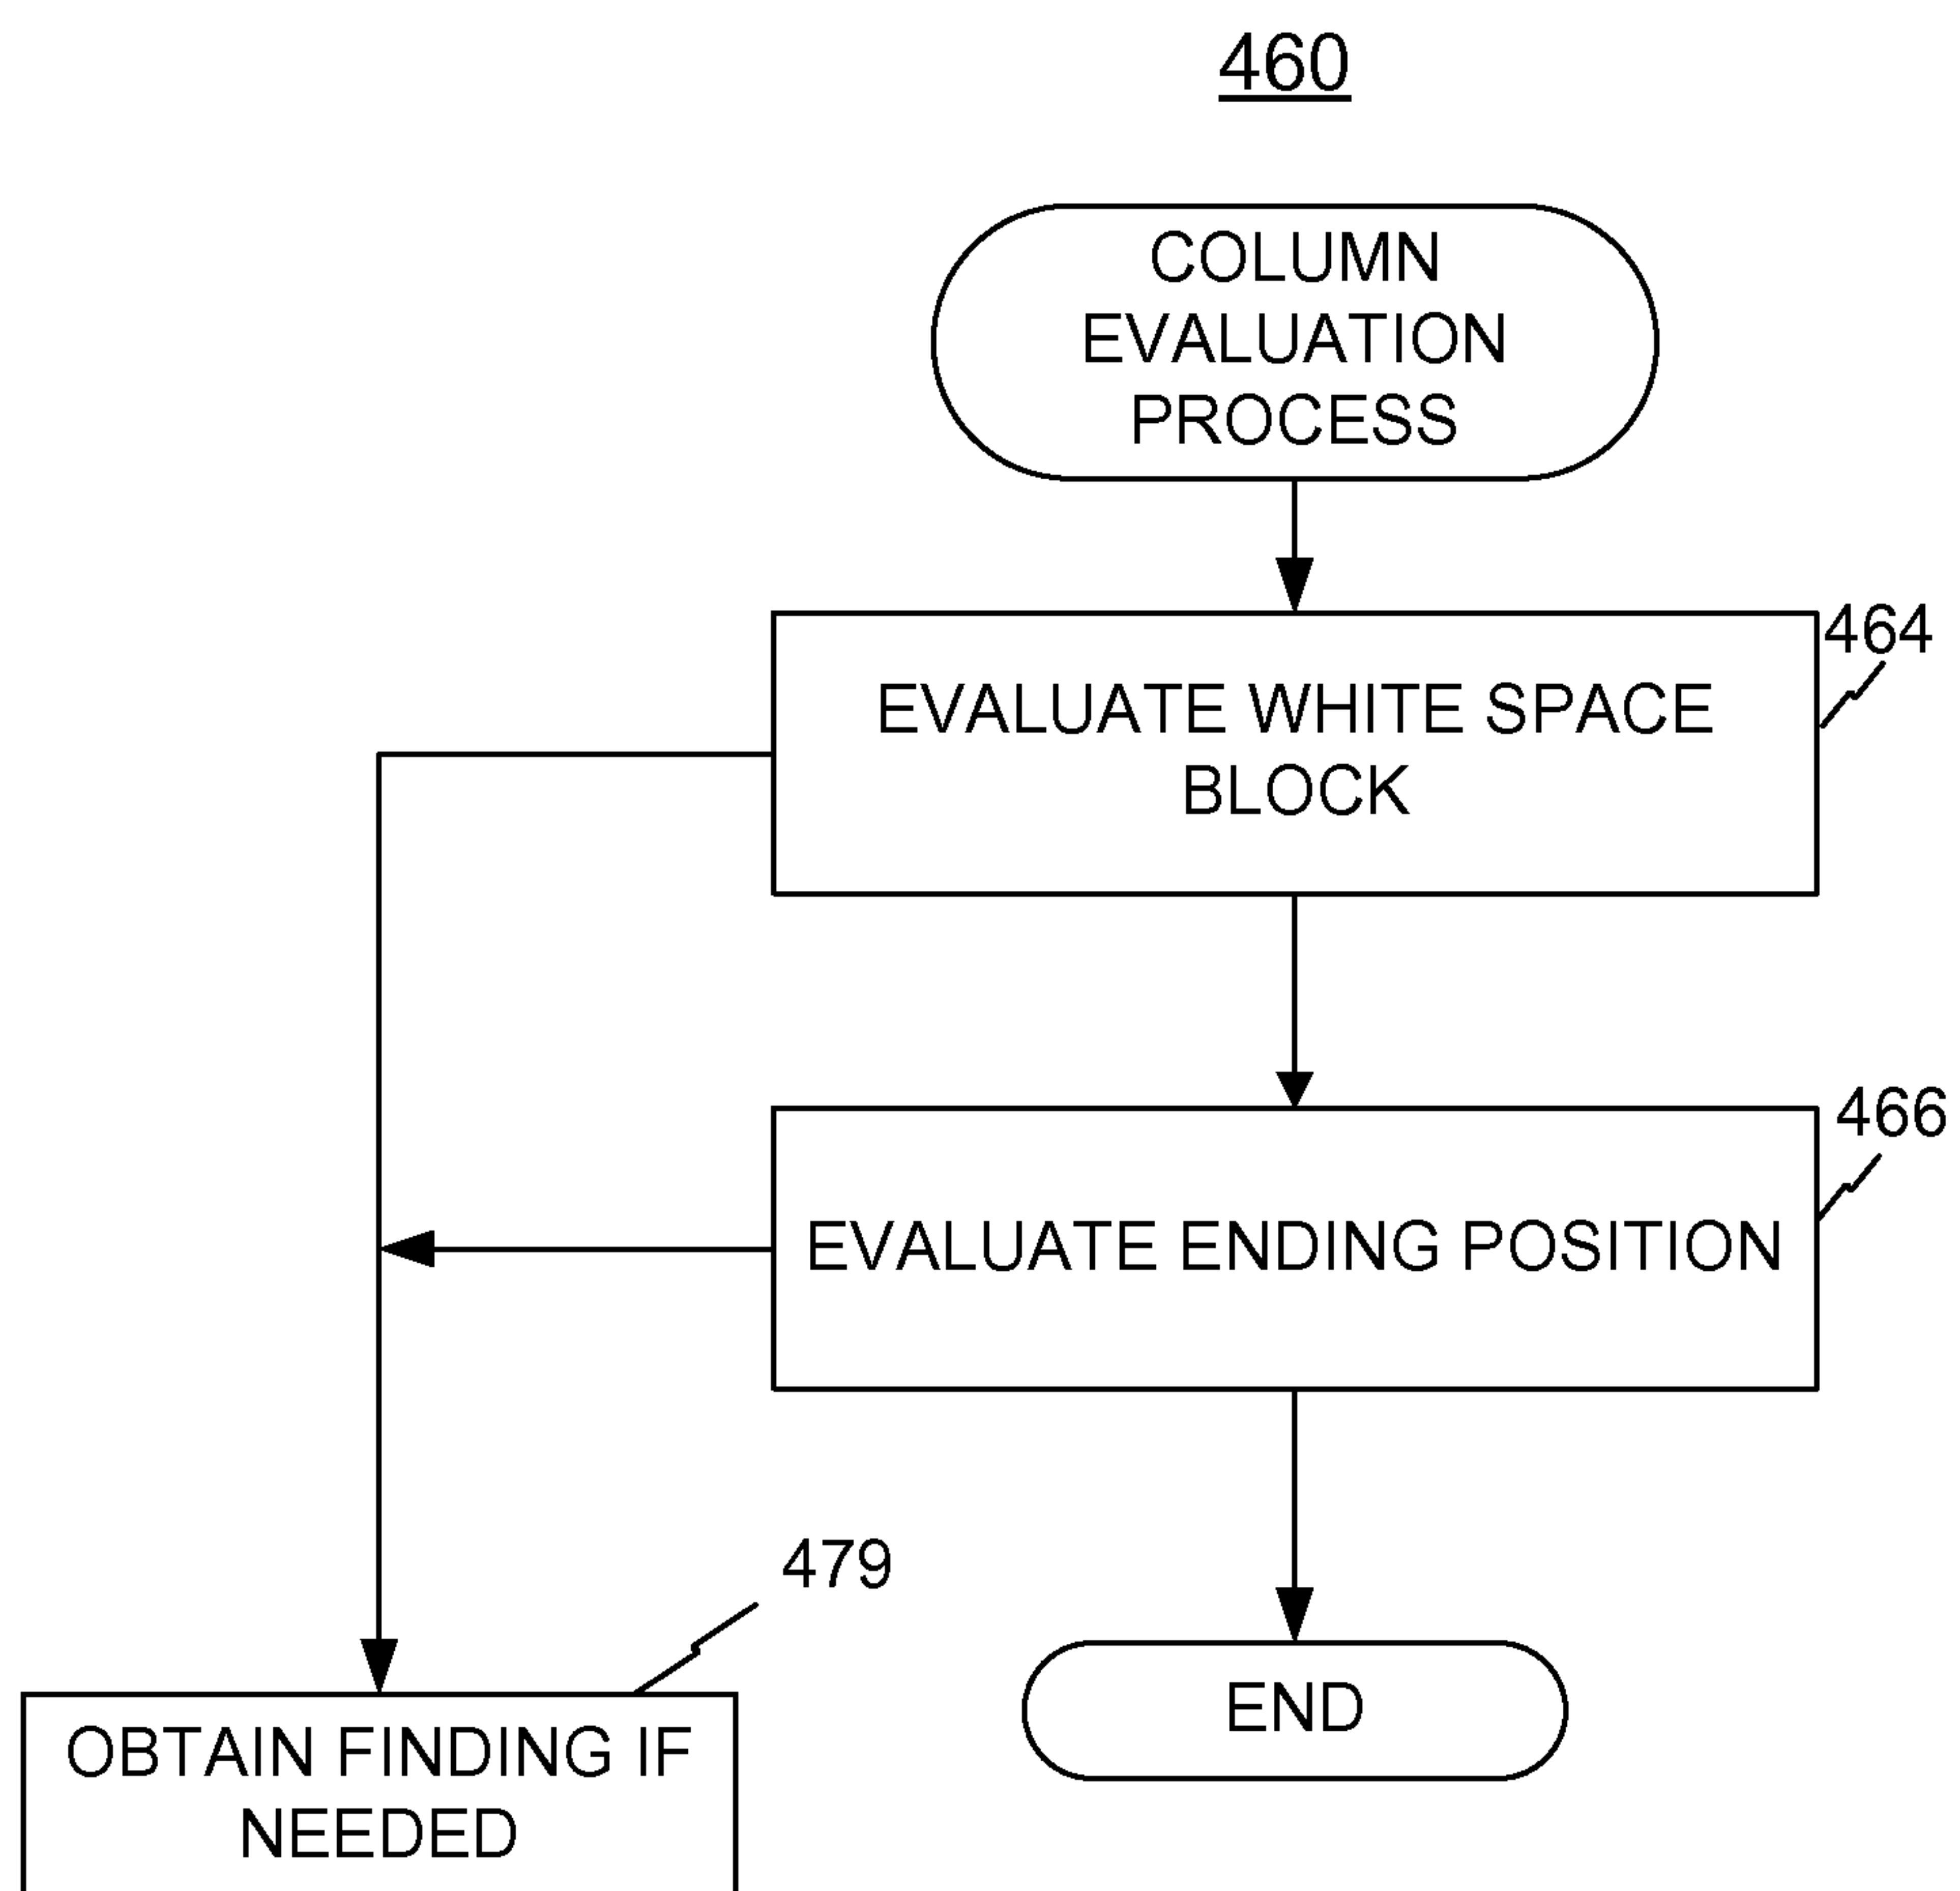 460
COLUMN
EVALUATION
PROCESS
464
EVALUATE WHITE SPACE
BLOCK
466
EVALUATE ENDING POSITION
479
OBTAIN FINDING IF
NEEDED
END